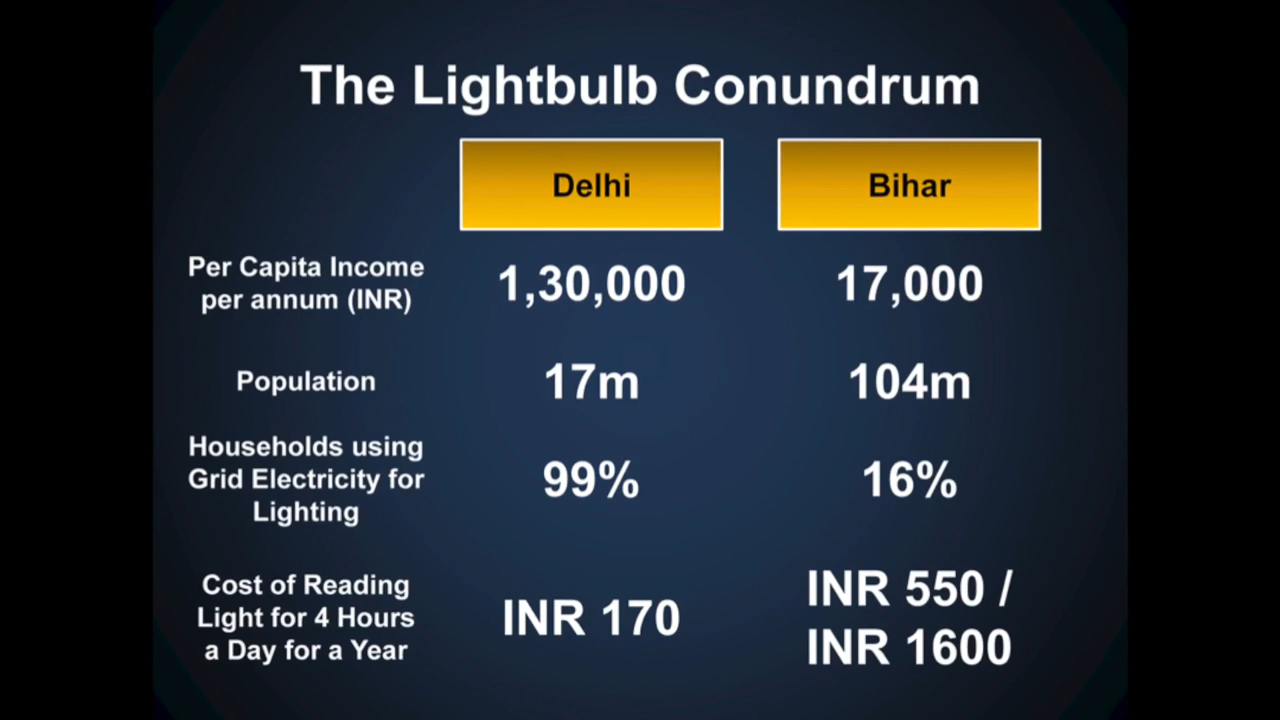 The Lightbulb Conundrum
Delhi
Bihar
Per Capita Income
per annum (INR)
1,30,000
17,000
Population
17m
104m
Households using
Grid Electricity for
Lighting
99%
16%
Cost of Reading
Light for 4 Hours
a Day for a Year
INR 170
INR 550 /
INR 1600